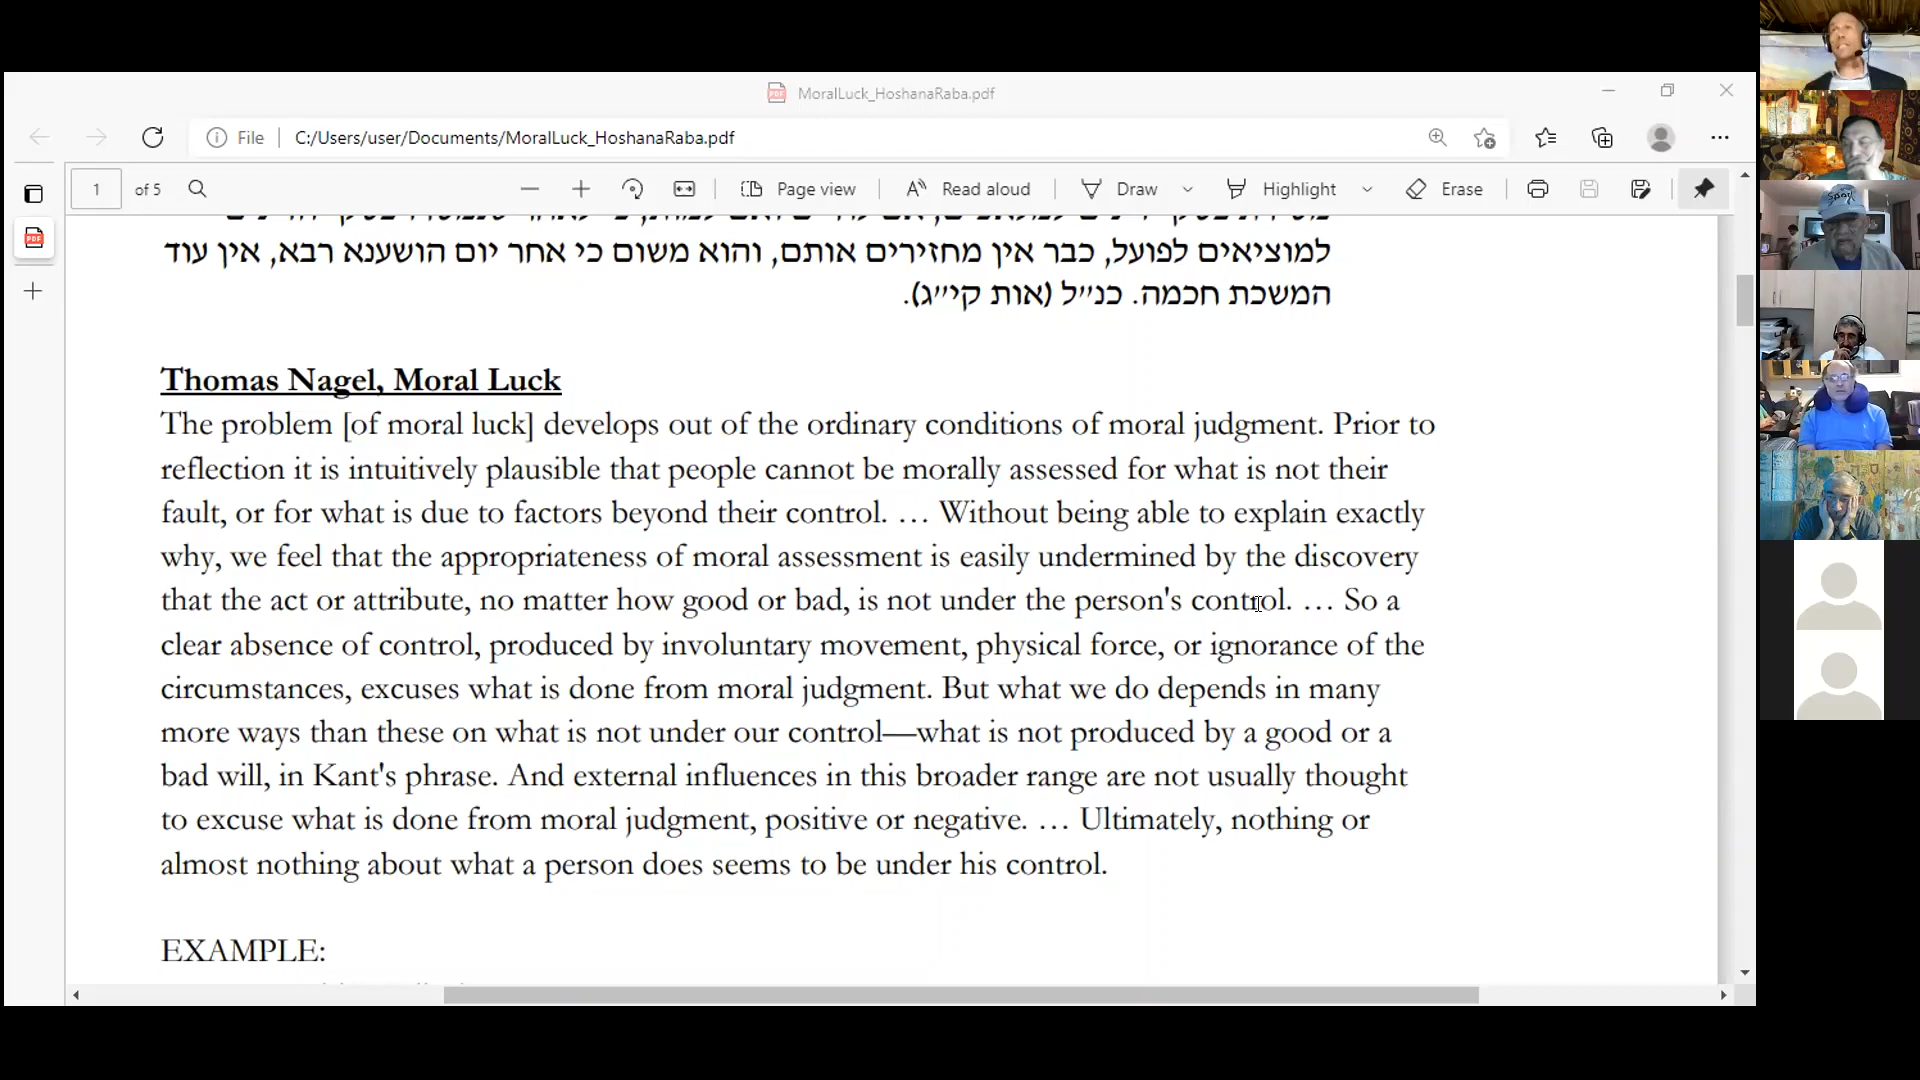 MoralLuck_HoshanaRaba.pdf
File C:/Users/user/Documents/MoralLuck_HoshanaRaba.pdf
1 of 5 Page view Read aloud Draw Highlight Erase
למוציאים לפועל, כבר אין מחזירים אותם, והוא משום כי אחר יום הושענא רבא, אין עוד
המשכת חכמה. כנ״ל (אות קי״ג).
Thomas Nagel, Moral Luck
The problem [of moral luck] develops out of the ordinary conditions of moral judgment. Prior to
reflection it is intuitively plausible that people cannot be morally assessed for what is not their
fault, or for what is due to factors beyond their control. … Without being able to explain exactly
why, we feel that the appropriateness of moral assessment is easily undermined by the discovery
that the act or attribute, no matter how good or bad, is not under the person's control. … So a
clear absence of control, produced by involuntary movement, physical force, or ignorance of the
circumstances, excuses what is done from moral judgment. But what we do depends in many
more ways than these on what is not under our control—what is not produced by a good or a
bad will, in Kant's phrase. And external influences in this broader range are not usually thought
to excuse what is done from moral judgment, positive or negative. … Ultimately, nothing or
almost nothing about what a person does seems to be under his control.
EXAMPLE: